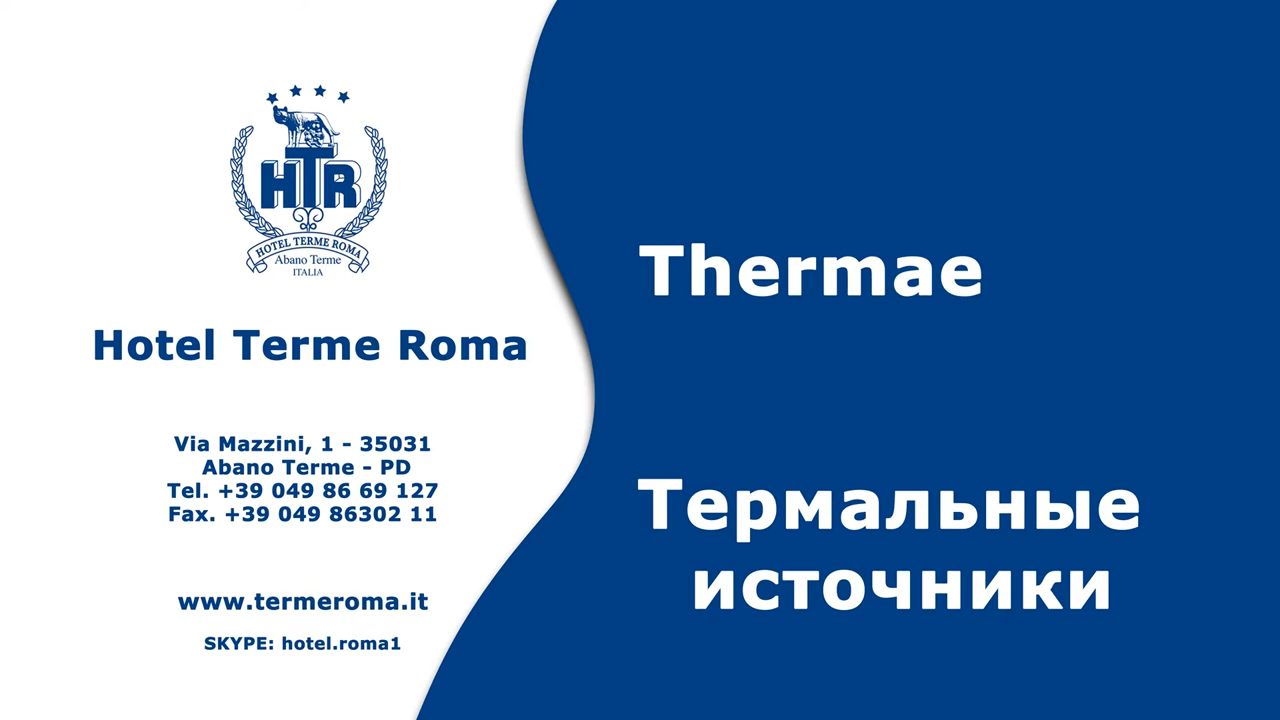 HTR
HOTEL TERME ROMA
Abano Terme
ITALIA
Hotel Terme Roma
Via Mazzini, 1 - 35031
Abano Terme - PD
Tel. +39 049 86 69 127
Fax. +39 049 86302 11
www.termeroma.it
SKYPE: hotel.roma1
Thermae
Термальные
источники